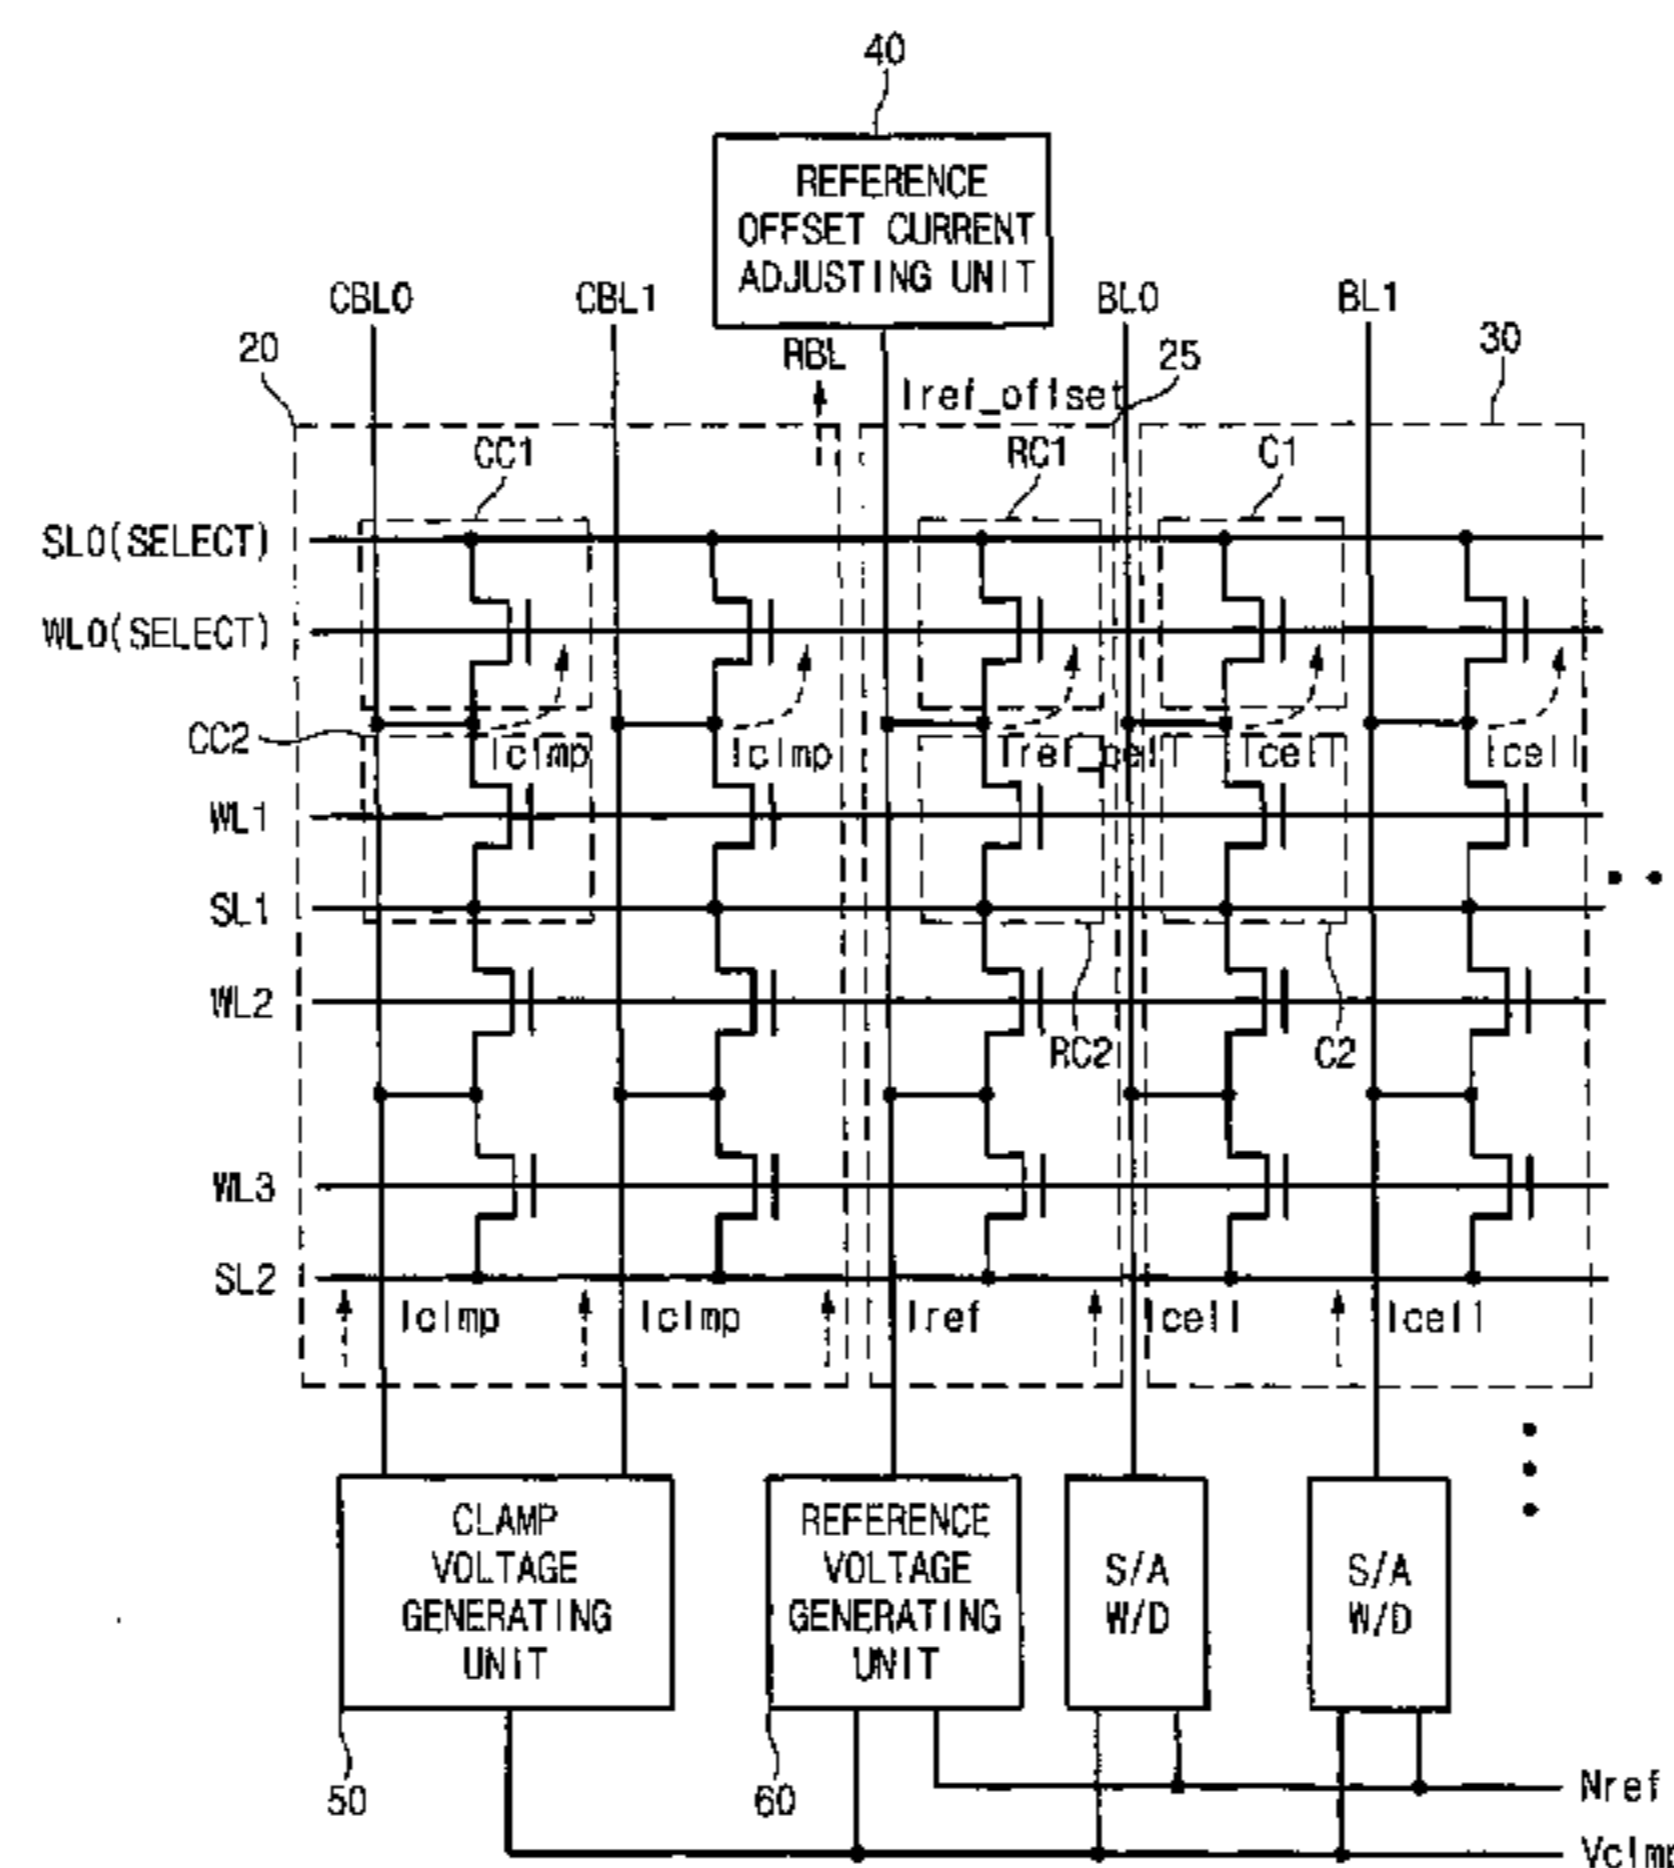 40
REFERENCE
OFFSET CURRENT
ADJUSTING UNIT
CBL0 CBL1 BL0 BL1
20 RBL 25 30
Iref_offset
CC1 RC1 C1
SL0(SELECT)
WL0(SELECT)
CC2 Iclmp Iclmp Iref_cell Icell Icell
WL1
SL1
WL2
RC2 C2
WL3
SL2
Iclmp Iclmp Iref Icell Icell
CLAMP
VOLTAGE
GENERATING
UNIT
REFERENCE
VOLTAGE
GENERATING
UNIT
S/A
W/D
S/A
W/D
50 60
Nref
Vclmp